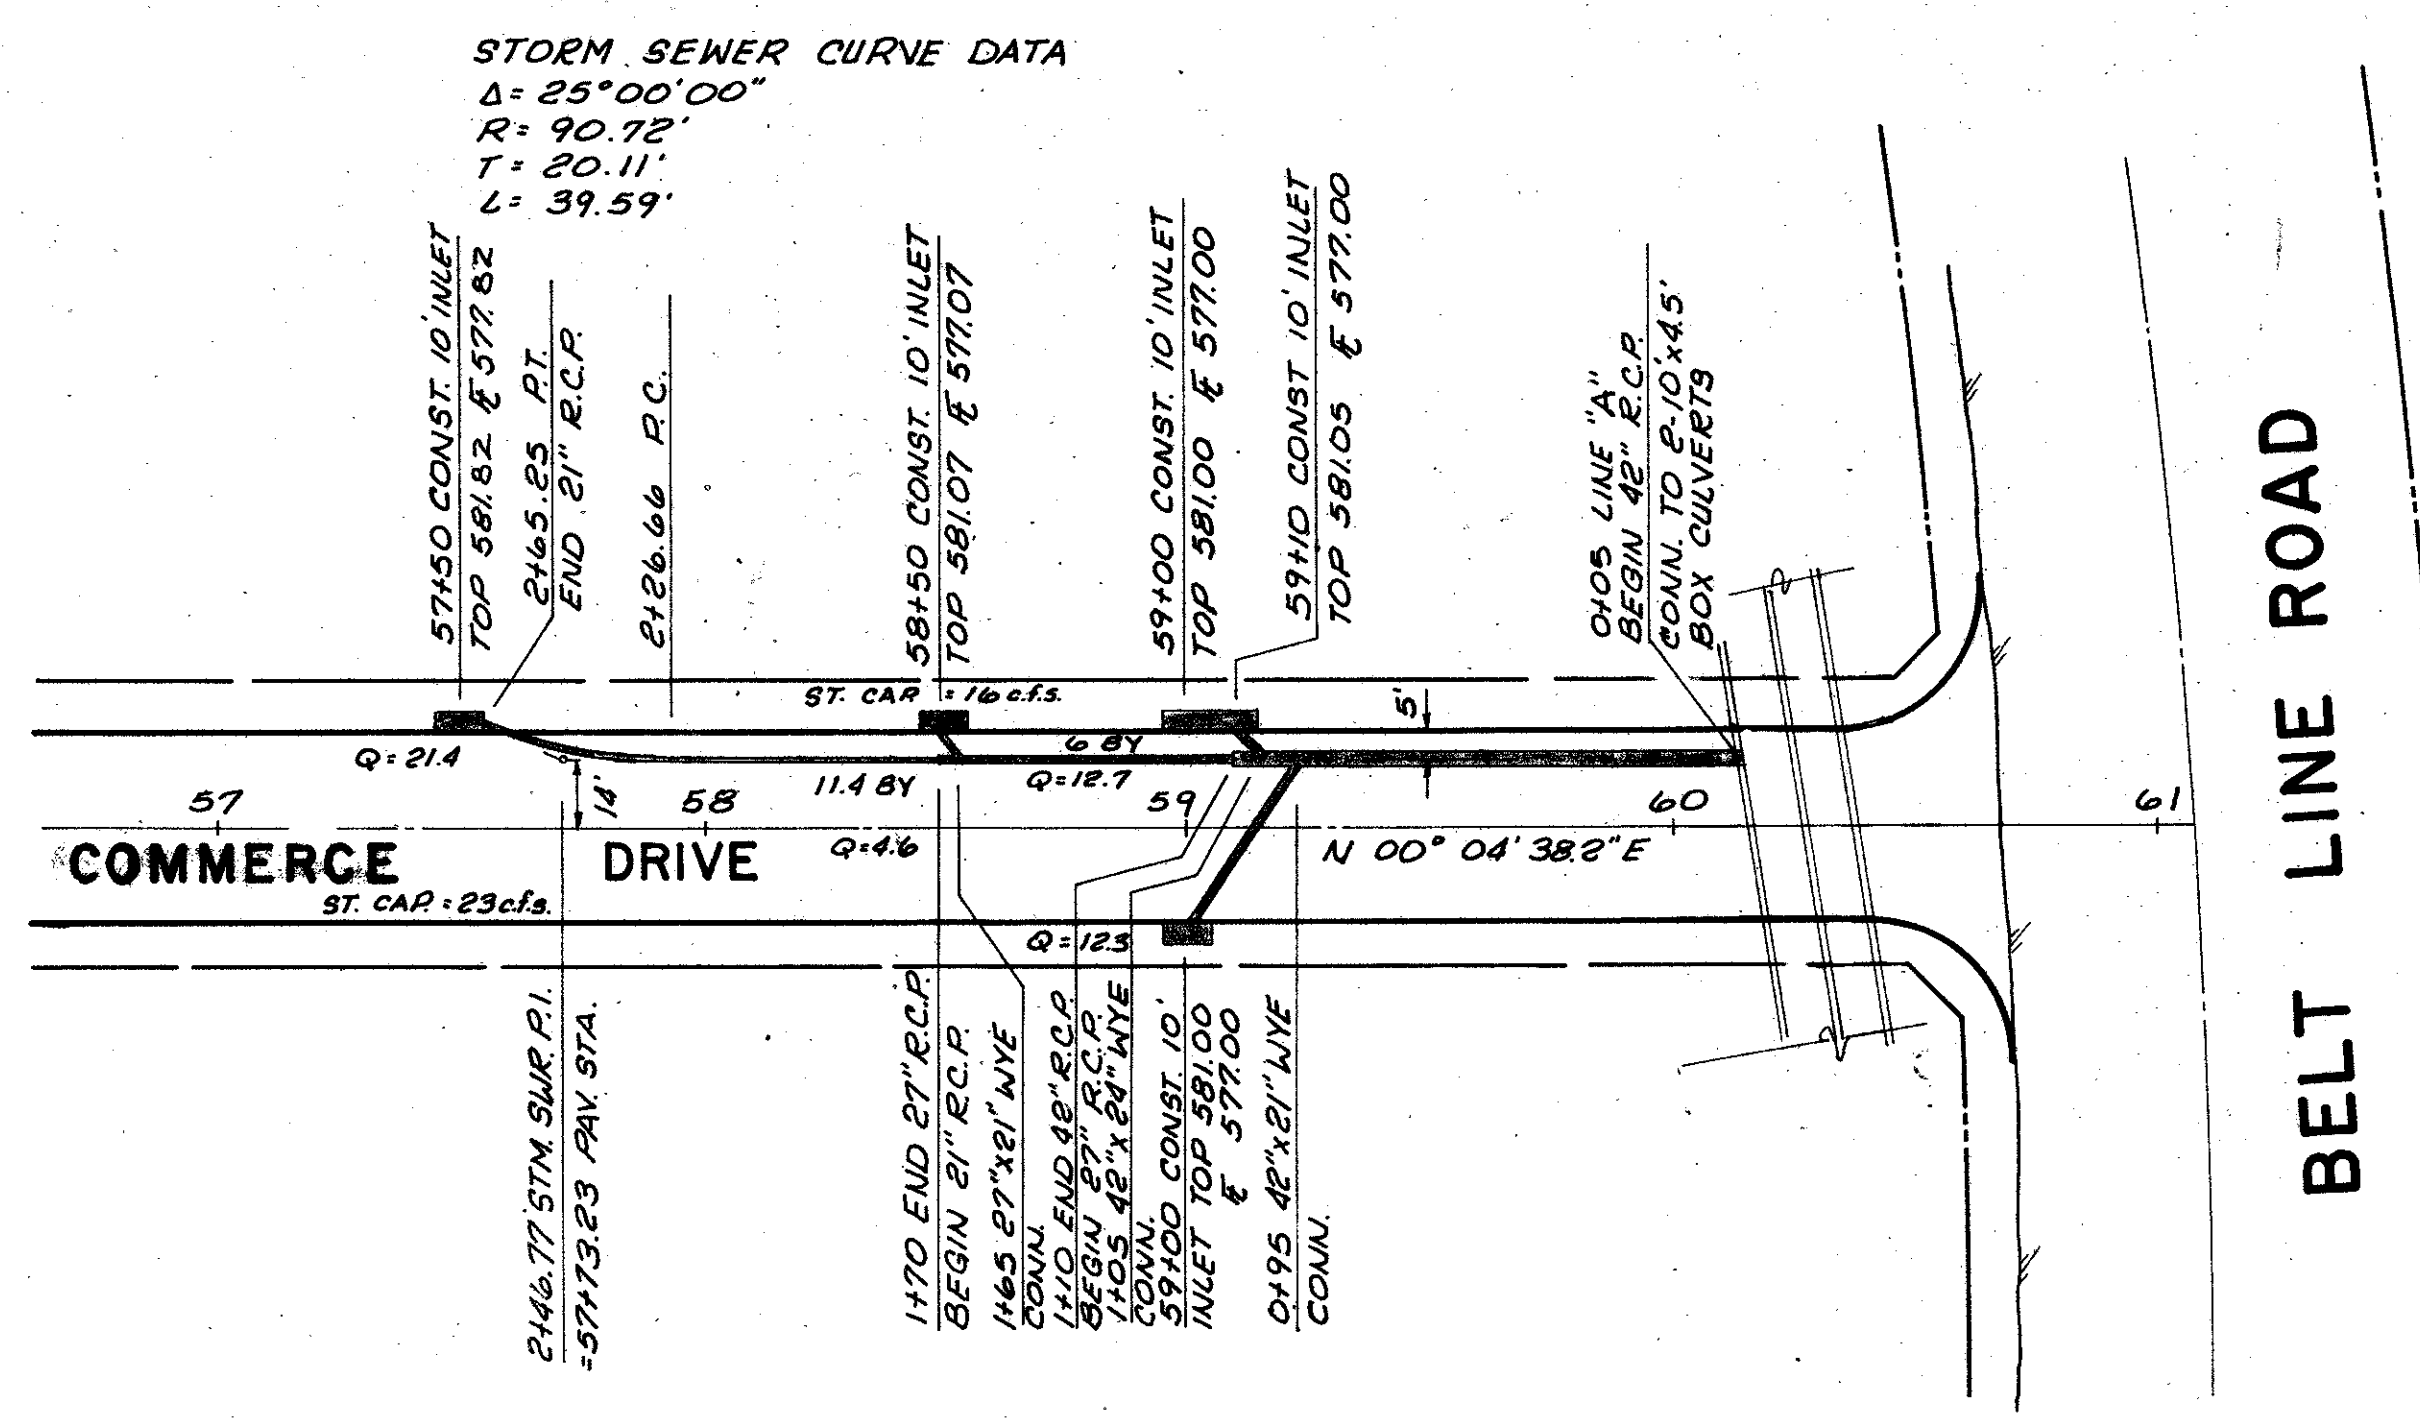 STORM SEWER CURVE DATA
Δ= 25°00'00"
R= 90.72'
T= 20.11'
L= 39.59'
57+50 CONST. 10' INLET
TOP 581.82 ⅊ 577.82
2+65.25 P.T.
END 21" R.C.P.
2+26.66 P.C.
58+50 CONST. 10' INLET
TOP 581.07 ⅊ 577.07
59+00 CONST. 10' INLET
TOP 581.00 ⅊ 577.00
59+10 CONST 10' INLET
TOP 581.05 ⅊ 577.00
0+05 LINE "A"
BEGIN 42" R.C.P.
CONN. TO 2-10'x4.5'
BOX CULVERTS
ST. CAP = 16 c.f.s.
5'
Q=21.4
6 BY
11.4 BY
Q=12.7
14'
57
58
59
60
61
COMMERCE DRIVE
Q=4.6
N 00° 04' 38.2" E
ST. CAP. = 23 c.f.s.
Q=12.3
2+46.77 STM. SWR. P.I.
=57+73.23 PAV. STA.
1+70 END 27" R.C.P.
BEGIN 21" R.C.P.
1+65 27"x21" WYE
CONN.
1+10 END 42" R.C.P.
BEGIN 27" R.C.P.
1+05 42"x24" WYE
CONN.
59+00 CONST. 10'
INLET TOP 581.00
⅊ 577.00
0+95 42"x21" WYE
CONN.
BELT LINE ROAD